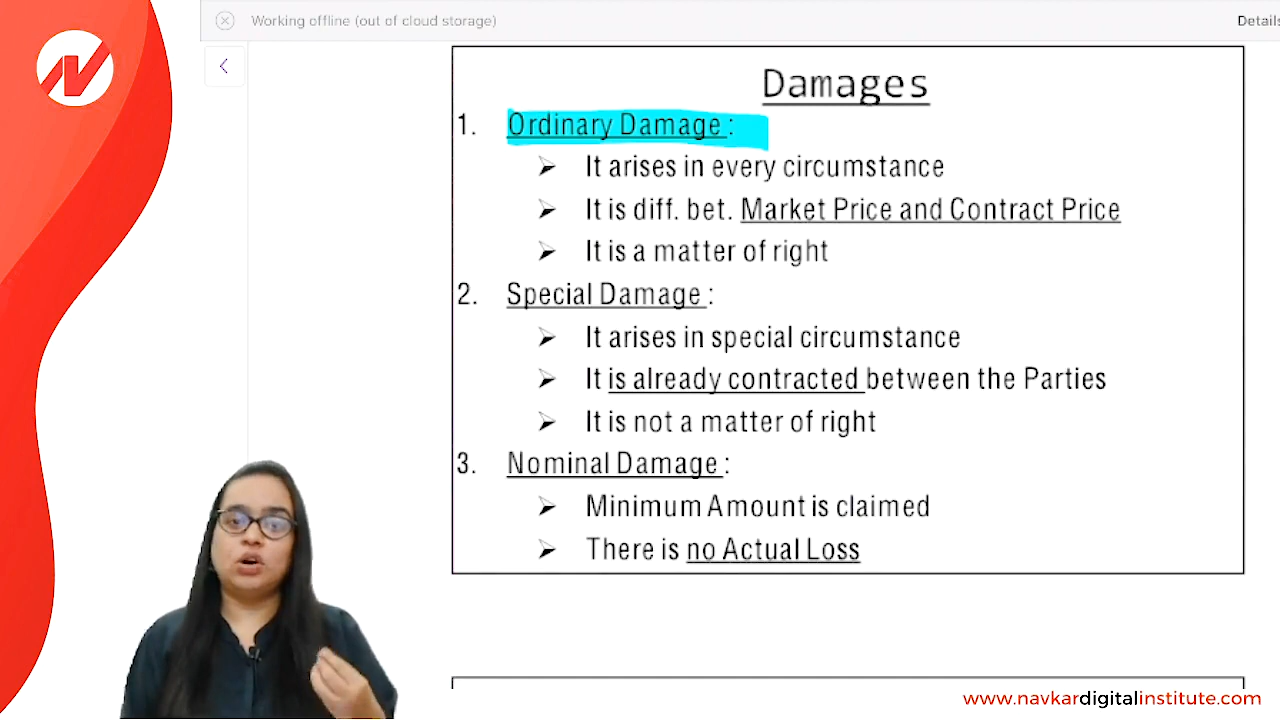 Working offline (out of cloud storage)
Details
Damages
1. Ordinary Damage :
➢ It arises in every circumstance
➢ It is diff. bet. Market Price and Contract Price
➢ It is a matter of right
2. Special Damage :
➢ It arises in special circumstance
➢ It is already contracted between the Parties
➢ It is not a matter of right
3. Nominal Damage :
➢ Minimum Amount is claimed
➢ There is no Actual Loss
www.navkardigitalinstitute.com